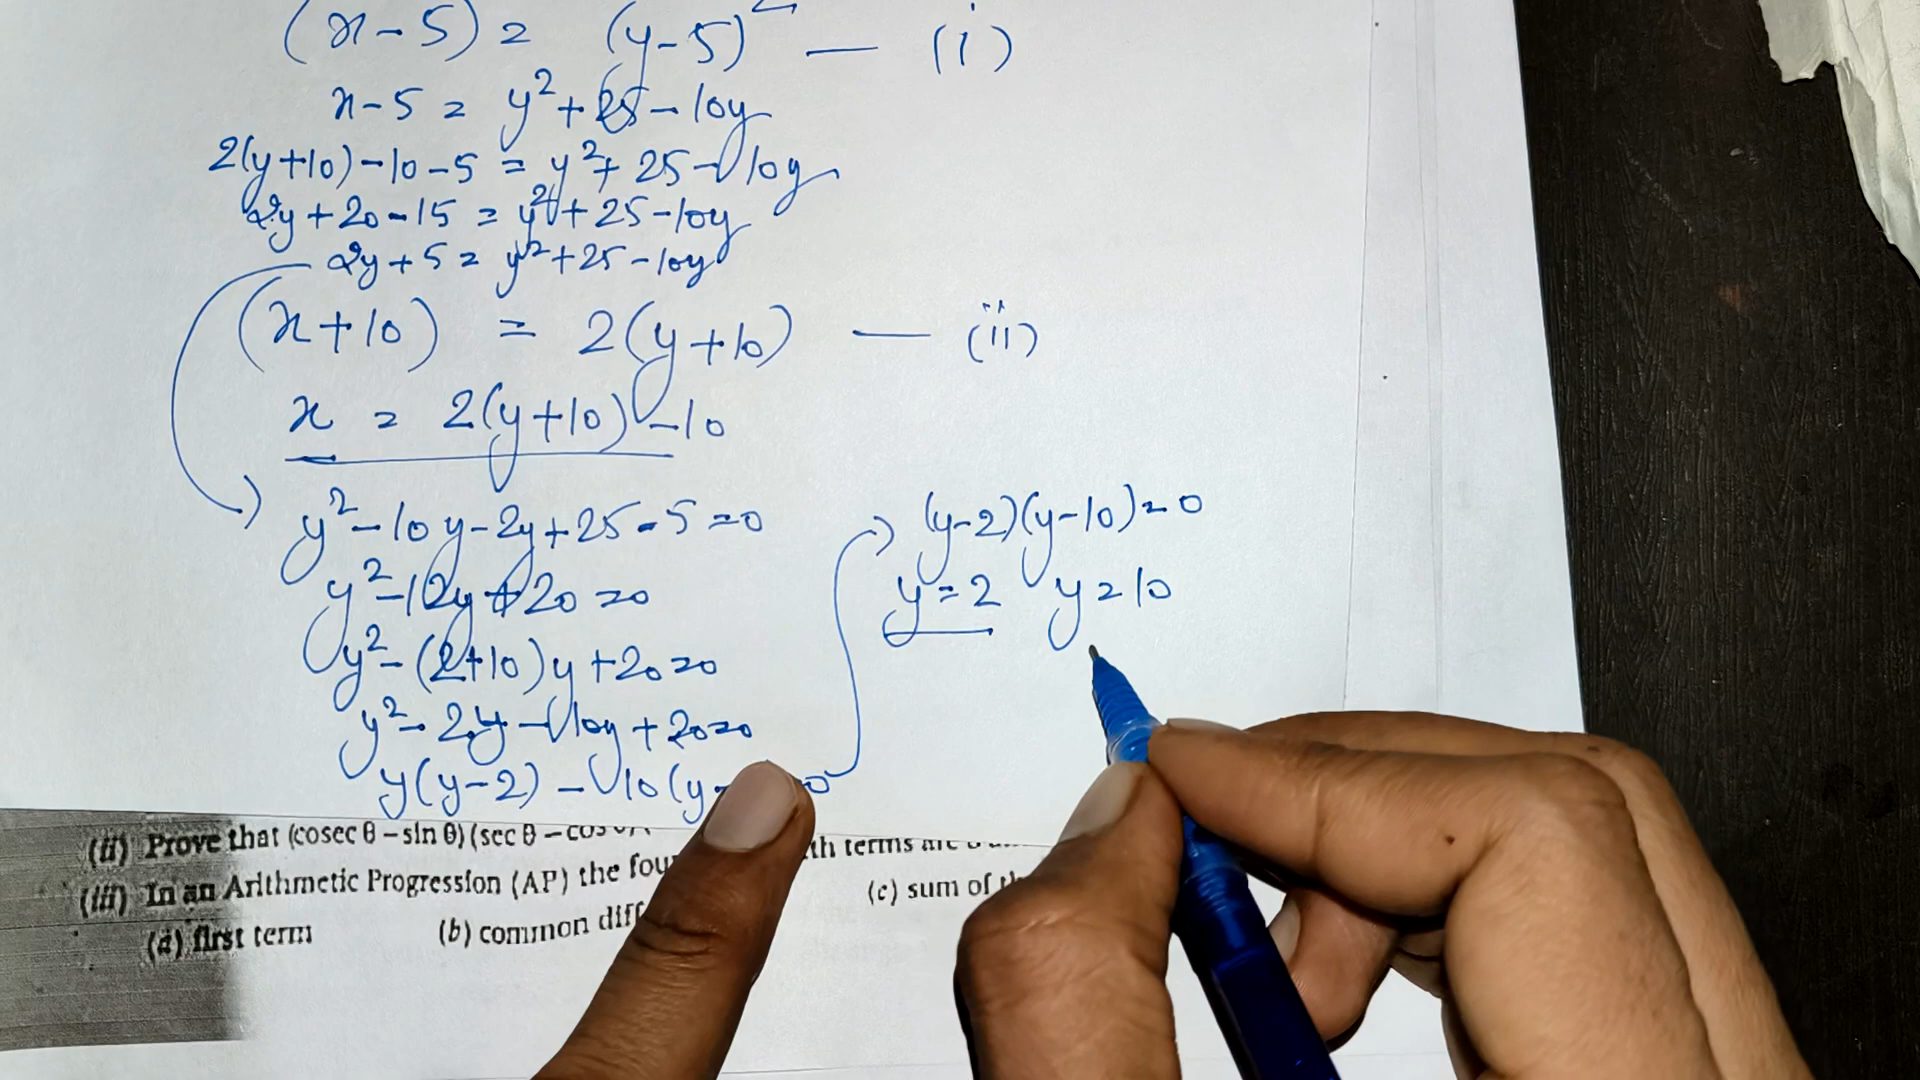 (x-5) = (y-5)² — (i)
x-5 = y²+25-10y
2(y+10)-10-5 = y²+25-10y
2y+20-15 = y²+25-10y
2y+5 = y²+25-10y
(x+10) = 2(y+10) — (ii)
x = 2(y+10)-10
y²-10y-2y+25-5=0
y²-12y+20=0
y²-(2+10)y+20=0
y²-2y-10y+20=0
y(y-2)-10(y-
(y-2)(y-10)=0
y=2 y=10
(ii) Prove that (cosec θ – sin θ) (sec θ – cos
(iii) In an Arithmetic Progression (AP) the fou th terms are
(a) first term (b) common diff (c) sum of